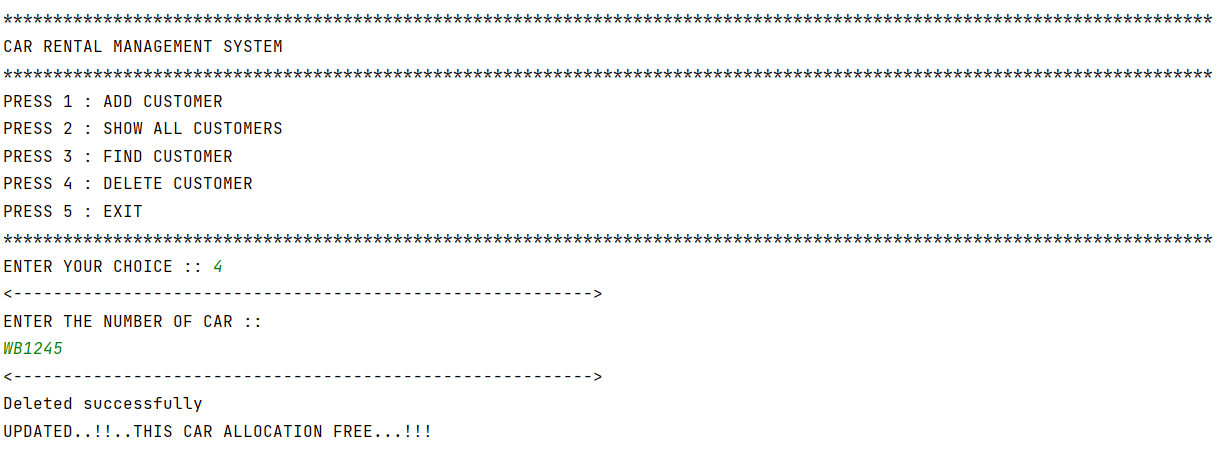 *************************************************************************************************************************
CAR RENTAL MANAGEMENT SYSTEM
*************************************************************************************************************************
PRESS 1 : ADD CUSTOMER
PRESS 2 : SHOW ALL CUSTOMERS
PRESS 3 : FIND CUSTOMER
PRESS 4 : DELETE CUSTOMER
PRESS 5 : EXIT
*************************************************************************************************************************
ENTER YOUR CHOICE :: 4
<---------------------------------------------------------->
ENTER THE NUMBER OF CAR ::
WB1245
<---------------------------------------------------------->
Deleted successfully
UPDATED..!!..THIS CAR ALLOCATION FREE...!!!